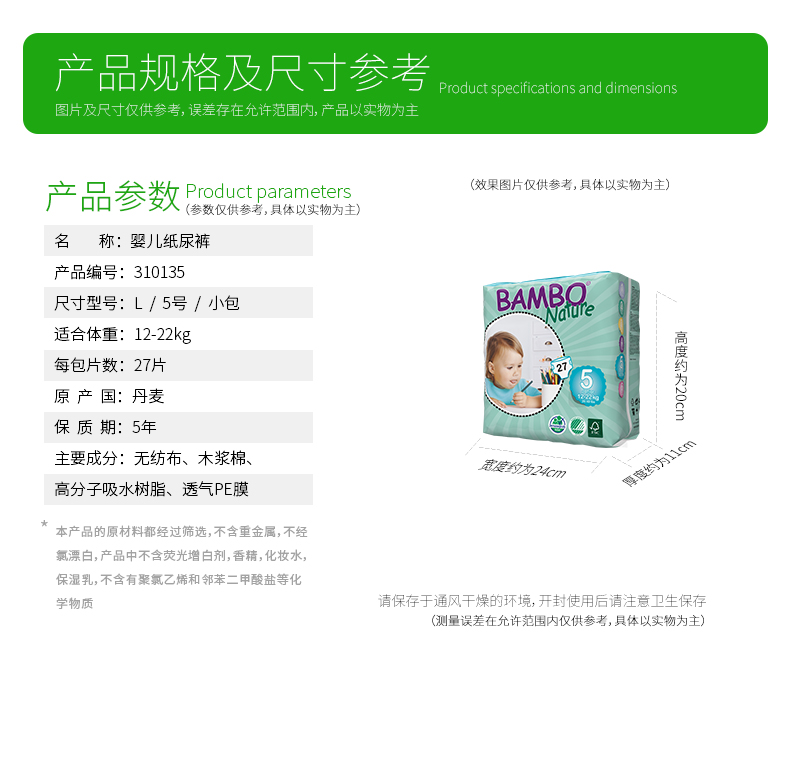 产品规格及尺寸参考 Product specifications and dimensions
图片及尺寸仅供参考, 误差存在允许范围内, 产品以实物为主
产品参数 Product parameters
(参数仅供参考, 具体以实物为主)
名 称: 婴儿纸尿裤
产品编号: 310135
尺寸型号: L / 5号 / 小包
适合体重: 12-22kg
每包片数: 27片
原 产 国: 丹麦
保 质 期: 5年
主要成分: 无纺布、木浆棉、
高分子吸水树脂、透气PE膜
* 本产品的原材料都经过筛选, 不含重金属, 不经
氯漂白, 产品中不含荧光增白剂, 香精, 化妆水,
保湿乳, 不含有聚氯乙烯和邻苯二甲酸盐等化
学物质
(效果图片仅供参考, 具体以实物为主)
BAMBO
Nature
27
5
12-22kg
FSC
高度约为20cm
宽度约为24cm
厚度约为11cm
请保存于通风干燥的环境, 开封使用后请注意卫生保存
(测量误差在允许范围内仅供参考, 具体以实物为主)